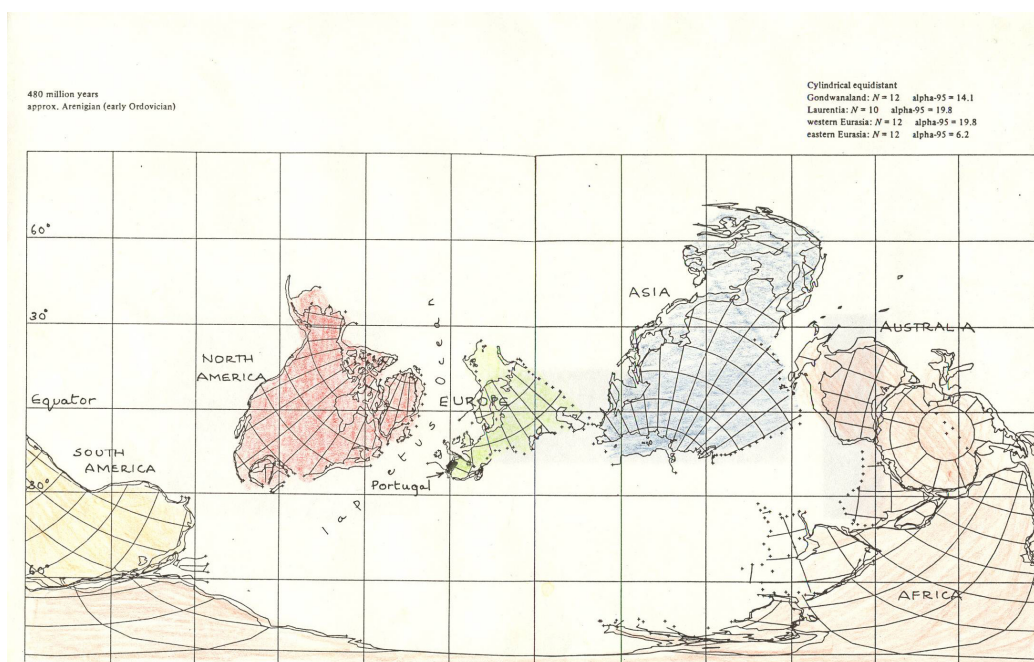 480 million years
approx. Arenigian (early Ordovician)
Cylindrical equidistant
Gondwanaland: N = 12 alpha-95 = 14.1
Laurentia: N = 10 alpha-95 = 19.8
western Eurasia: N = 12 alpha-95 = 19.8
eastern Eurasia: N = 12 alpha-95 = 6.2
60°
ASIA
30°
AUSTRALIA
NORTH
AMERICA
Iapetus Ocean
EUROPE
Equator
SOUTH
AMERICA
Portugal
30°
60°
AFRICA